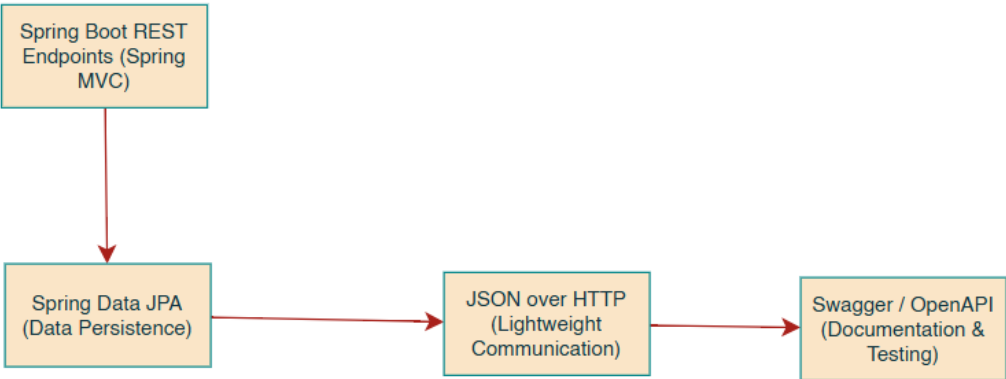 Spring Boot REST
Endpoints (Spring
MVC)
Spring Data JPA
(Data Persistence)
JSON over HTTP
(Lightweight
Communication)
Swagger / OpenAPI
(Documentation &
Testing)